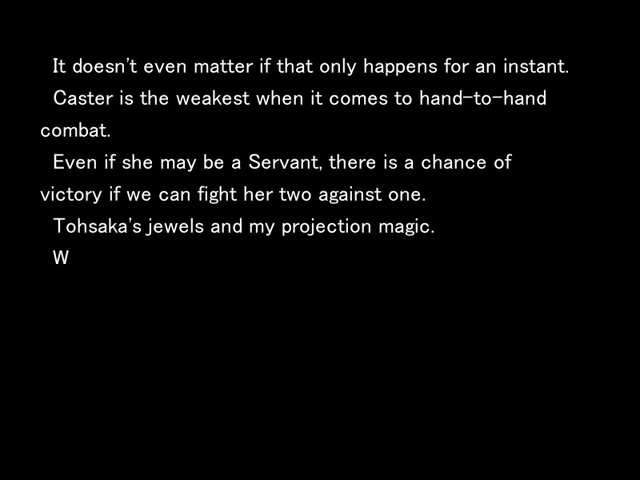 It doesn't even matter if that only happens for an instant.
Caster is the weakest when it comes to hand-to-hand
combat.
Even if she may be a Servant, there is a chance of
victory if we can fight her two against one.
Tohsaka's jewels and my projection magic.
W